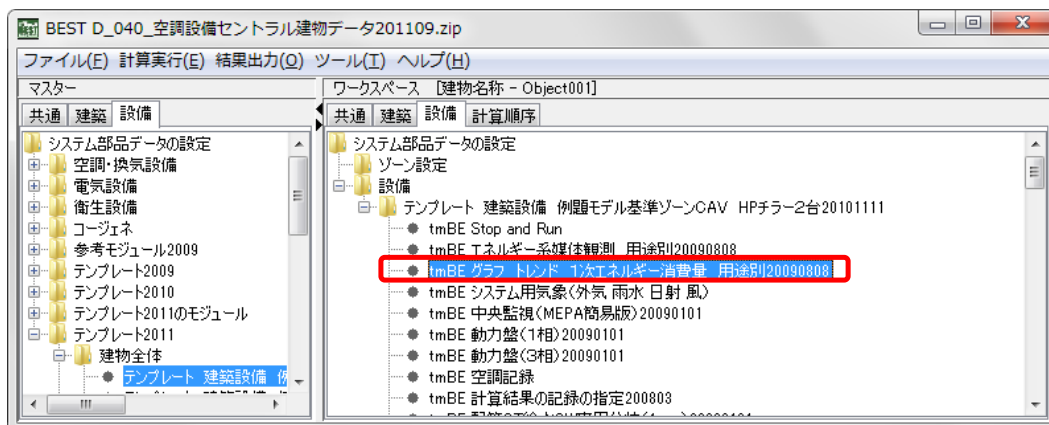 BEST D_040_空調設備セントラル建物データ201109.zip
ファイル(F) 計算実行(E) 結果出力(O) ツール(T) ヘルプ(H)
マスター
共通 建築 設備
システム部品データの設定
空調・換気設備
電気設備
衛生設備
コージェネ
参考モジュール2009
テンプレート2009
テンプレート2010
テンプレート2011のモジュール
テンプレート2011
建物全体
テンプレート 建築設備
ワークスペース [建物名称 - Object001]
共通 建築 設備 計算順序
システム部品データの設定
ゾーン設定
設備
テンプレート 建築設備 例題モデル基準ゾーンCAV HPチラー2台20101111
tmBE Stop and Run
tmBE エネルギー系媒体観測 用途別20090808
tmBE グラフ トレンド 1次エネルギー消費量 用途別20090808
tmBE システム用気象(外気 雨水 日射 風)
tmBE 中央監視(MEPA簡易版)20090101
tmBE 動力盤(1相)20090101
tmBE 動力盤(3相)20090101
tmBE 空調記録
tmBE 計算結果の記録の指定200803